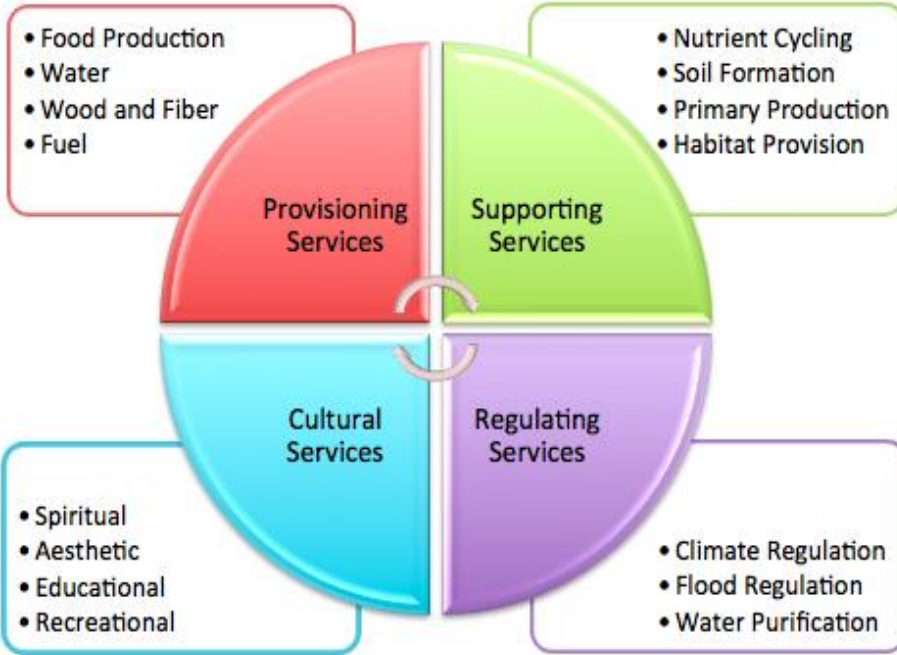 • Food Production
• Water
• Wood and Fiber
• Fuel
• Nutrient Cycling
• Soil Formation
• Primary Production
• Habitat Provision
Provisioning
Services
Supporting
Services
Cultural
Services
Regulating
Services
• Spiritual
• Aesthetic
• Educational
• Recreational
• Climate Regulation
• Flood Regulation
• Water Purification